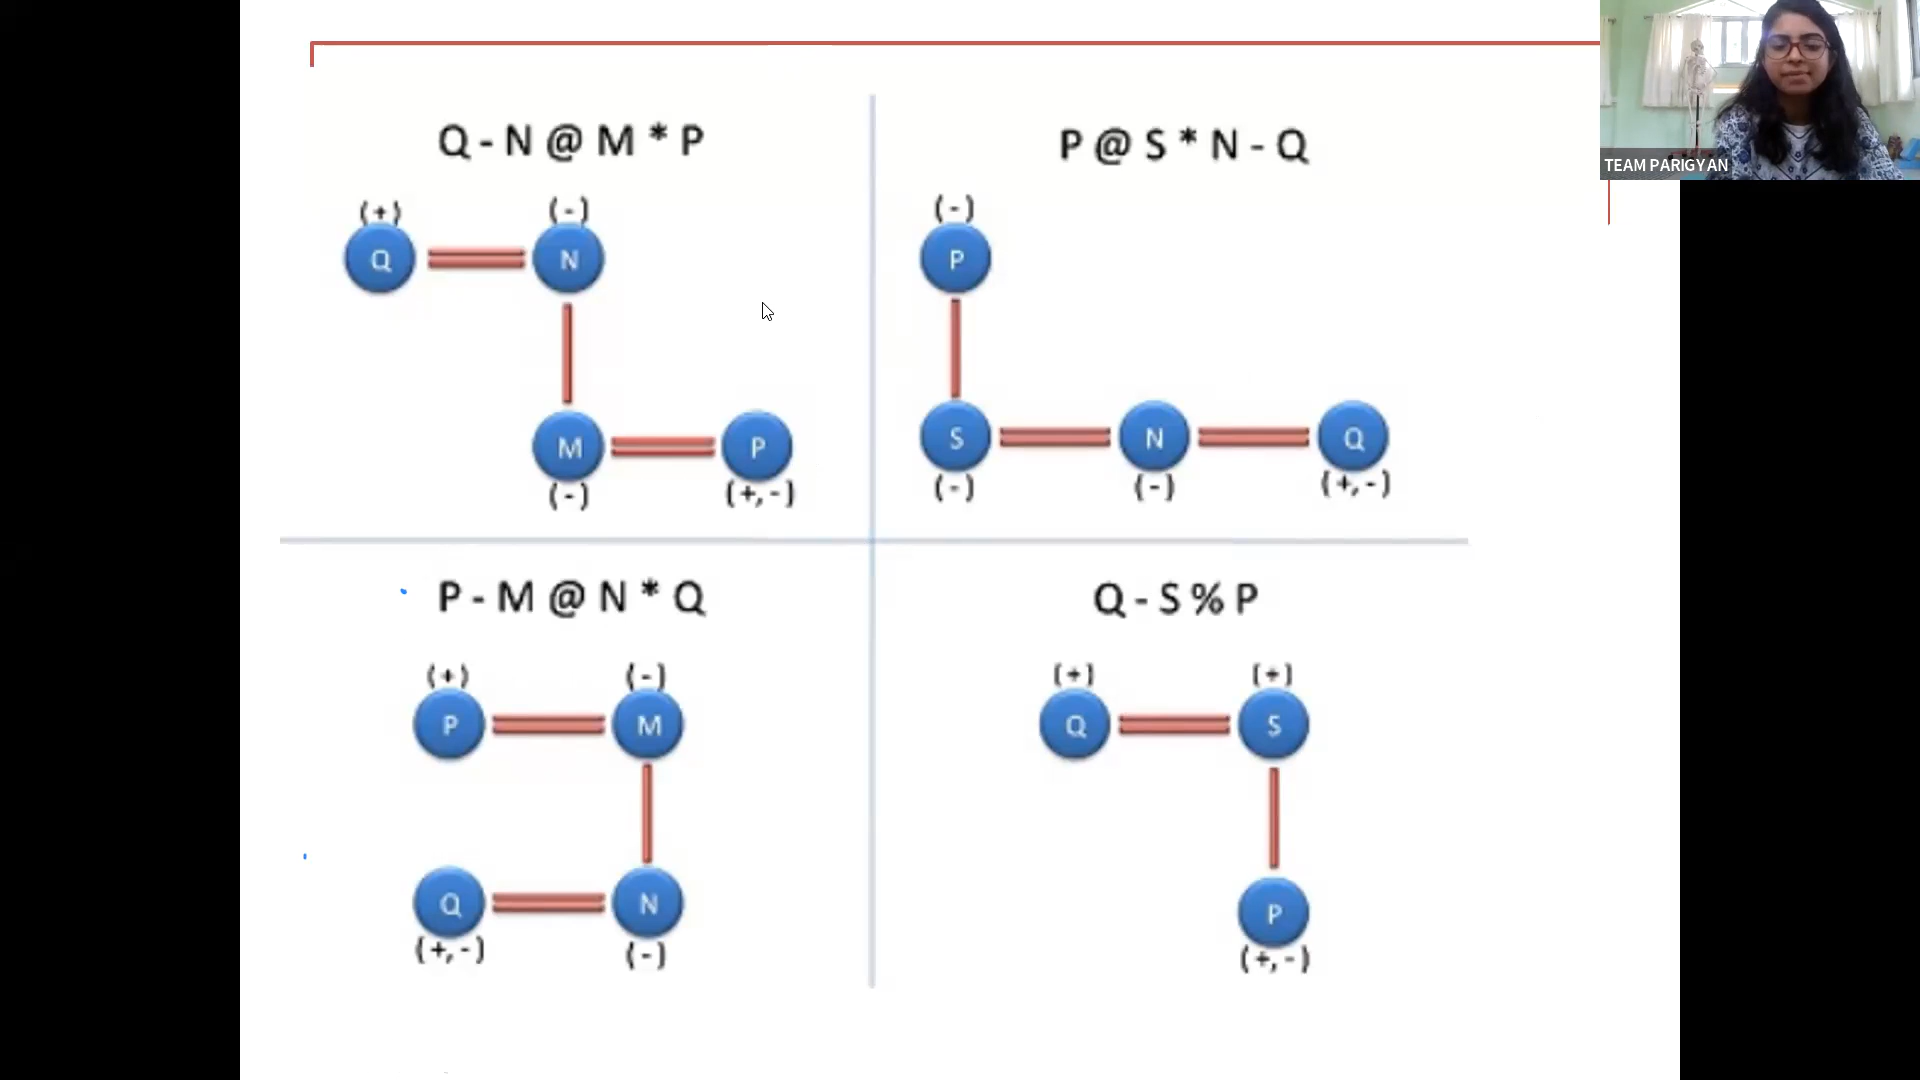 Q - N @ M * P
(+)
(-)
Q
N
M
P
(-)
(+,-)
P @ S * N - Q
(-)
P
S
N
Q
(-)
(-)
(+,-)
P - M @ N * Q
(+)
(-)
P
M
Q
N
(+,-)
(-)
Q - S % P
(+)
(+)
Q
S
P
(+,-)
TEAM PARIGYAN